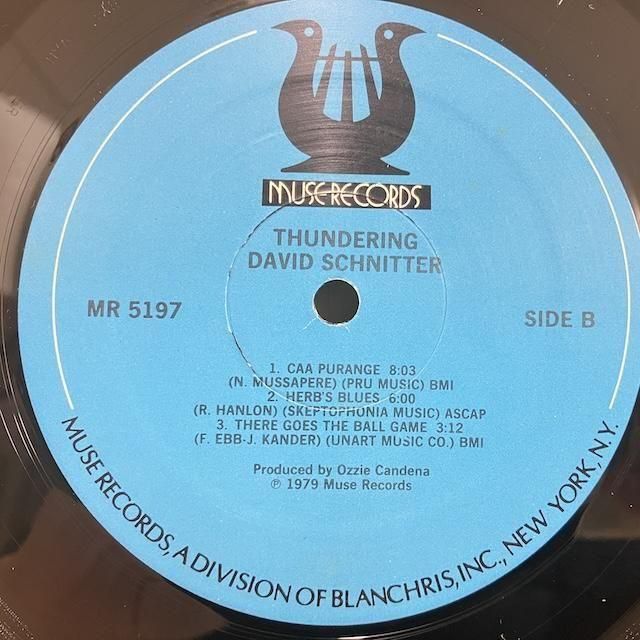 MUSE RECORDS
THUNDERING
DAVID SCHNITTER
MR 5197
SIDE B
1. CAA PURANGE 8:03
(N. MUSSAPERE) (PRU MUSIC) BMI
2. HERB'S BLUES 6:00
(R. HANLON) (SKEPTOPHONIA MUSIC) ASCAP
3. THERE GOES THE BALL GAME 3:12
(F. EBB-J. KANDER) (UNART MUSIC CO.) BMI
Produced by Ozzie Candena
℗ 1979 Muse Records
MUSE RECORDS, A DIVISION OF BLANCHRIS, INC., NEW YORK, N.Y.